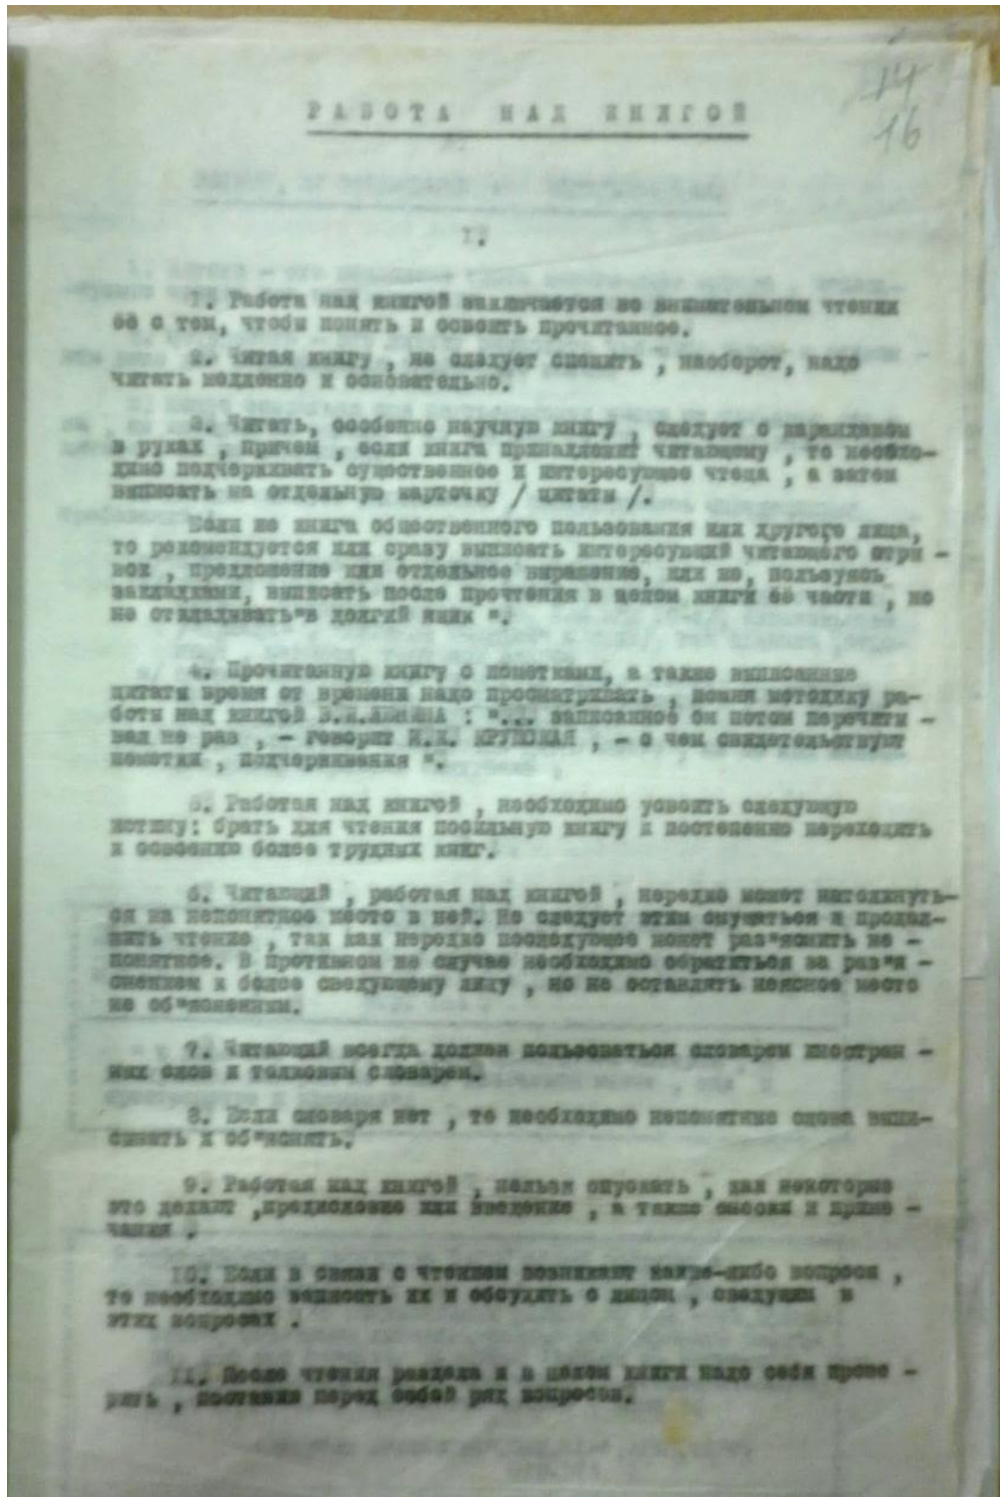 14
16
РАБОТА НАД КНИГОЙ
I.
1. Работа над книгой заключается во внимательном чтении
её с тем, чтобы понять и освоить прочитанное.
2. Читая книгу , не следует спешить , наоборот, надо
читать медленно и основательно.
3. Читать, особенно научную книгу , следует с карандашом
в руках , причем , если книга принадлежит читающему , то необхо-
димо подчеркивать существенное и интересующее чтеца , а затем
выписать на отдельную карточку / цитаты /.
Если же книга общественного пользования или другого лица,
то рекомендуется или сразу выписать интересующий читающего отры -
вок , предложение или отдельное выражение, или же, пользуясь
закладками, выписать после прочтения в целом книги её части , но
не откладывать"в долгий ящик ".
4. Прочитанную книгу с пометками, а также выписанные
цитаты время от времени надо просматривать , помня методику ра-
боты над книгой В.И.ЛЕНИНА : "... записанное он потом перечиты -
вал не раз , - говорит Н.К. КРУПСКАЯ , - о чем свидетельствуют
пометки , подчеркивания ".
5. Работая над книгой , необходимо усвоить следующую
истину: брать для чтения посильную книгу и постепенно переходить
к освоению более трудных книг.
6. Читающий , работая над книгой , нередко может натолкнуть-
ся на непонятное место в ней. Не следует этим смущаться и продол-
жить чтение , так как нередко последующее может раз"яснить не -
понятное. В противном же случае необходимо обратиться за раз"я -
снением к более сведующему лицу , но не оставлять неясное место
не об"ясненным.
7. Читающий всегда должен пользоваться словарем иностран -
ных слов и толковым словарем.
8. Если словаря нет , то необходимо непонятные слова выпи-
сывать и об"яснять.
9. Работая над книгой , нельзя опускать , как некоторые
это делают ,предисловие или введение , а также сноски и приме -
чания .
10. Если в связи с чтением возникают какие-либо вопросы ,
то необходимо записать их и обсудить с лицом , сведущим в
этих вопросах .
11. После чтения раздела и в целом книги надо себя прове -
рять , поставив перед собой ряд вопросов.